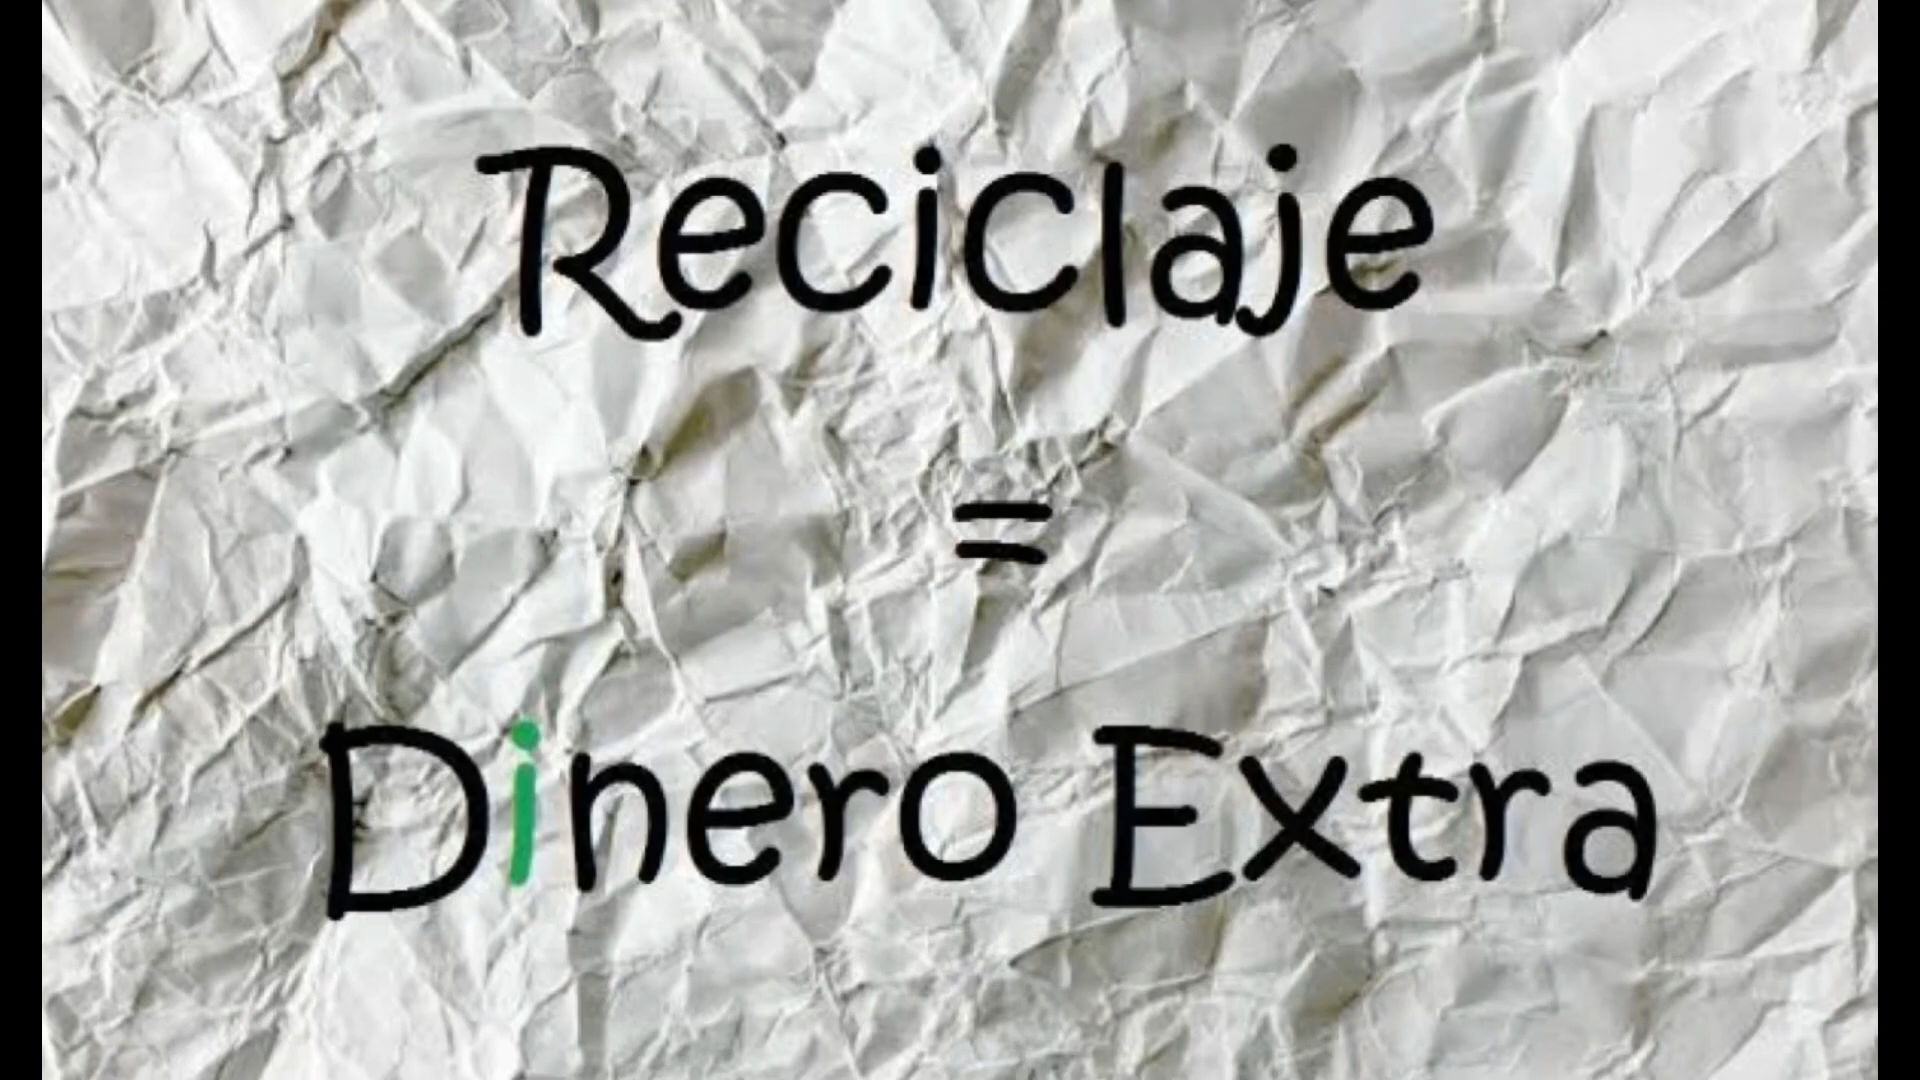 Reciclaje
=
Dinero Extra